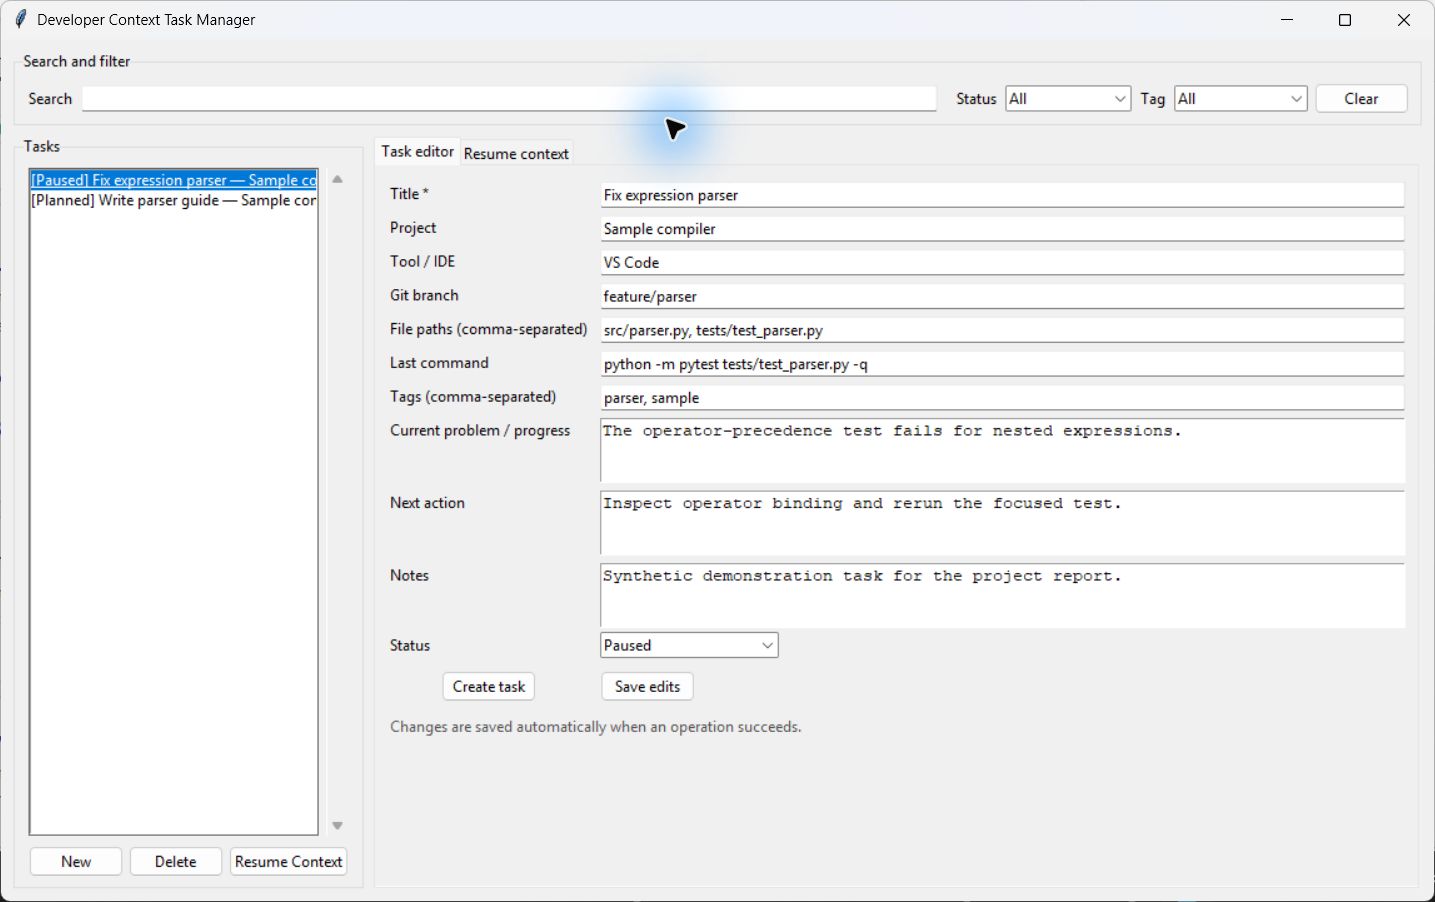 Developer Context Task Manager
Search and filter
Search
Status All Tag All Clear
Tasks
[Paused] Fix expression parser — Sample co
[Planned] Write parser guide — Sample con
New Delete Resume Context
Task editor Resume context
Title * Fix expression parser
Project Sample compiler
Tool / IDE VS Code
Git branch feature/parser
File paths (comma-separated) src/parser.py, tests/test_parser.py
Last command python -m pytest tests/test_parser.py -q
Tags (comma-separated) parser, sample
Current problem / progress The operator-precedence test fails for nested expressions.
Next action Inspect operator binding and rerun the focused test.
Notes Synthetic demonstration task for the project report.
Status Paused
Create task Save edits
Changes are saved automatically when an operation succeeds.